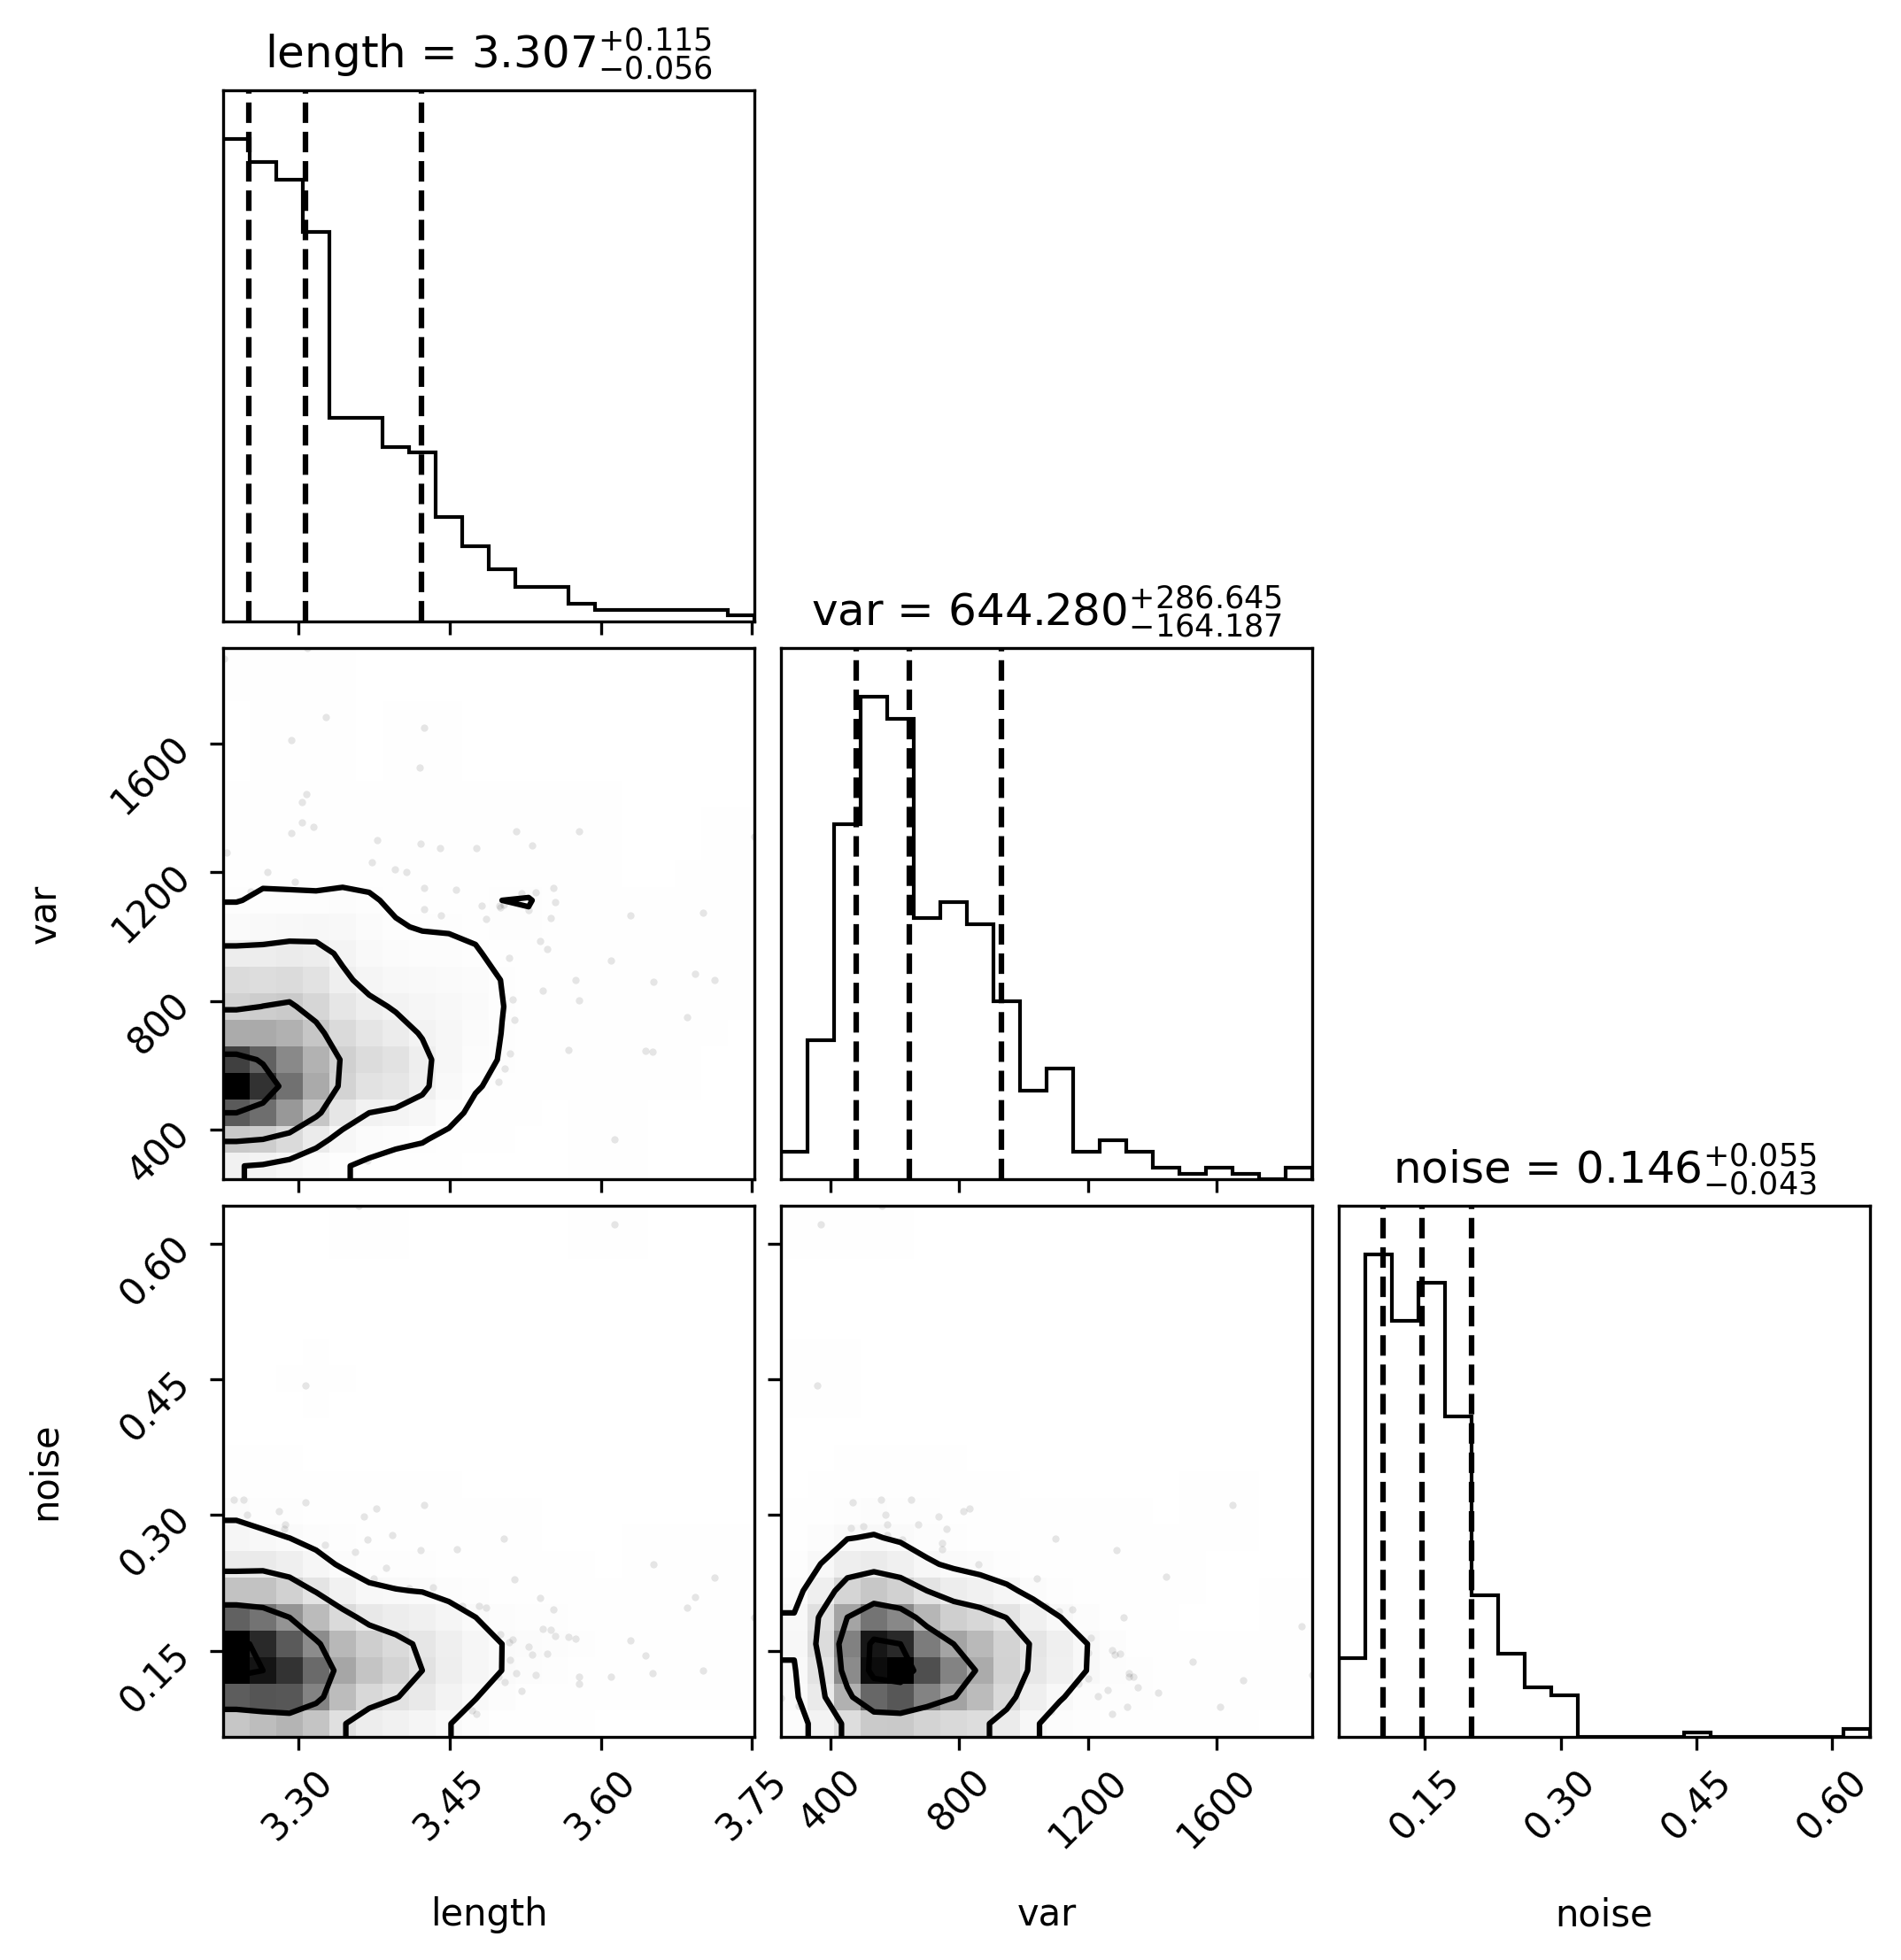 length = 3.307 +0.115 −0.056
var = 644.280 +286.645 −164.187
1600
1200
800
400
var
noise = 0.146 +0.055 −0.043
0.60
0.45
0.30
0.15
noise
3.30 3.45 3.60 3.75 400 800 1200 1600 0.15 0.30 0.45 0.60
length var noise